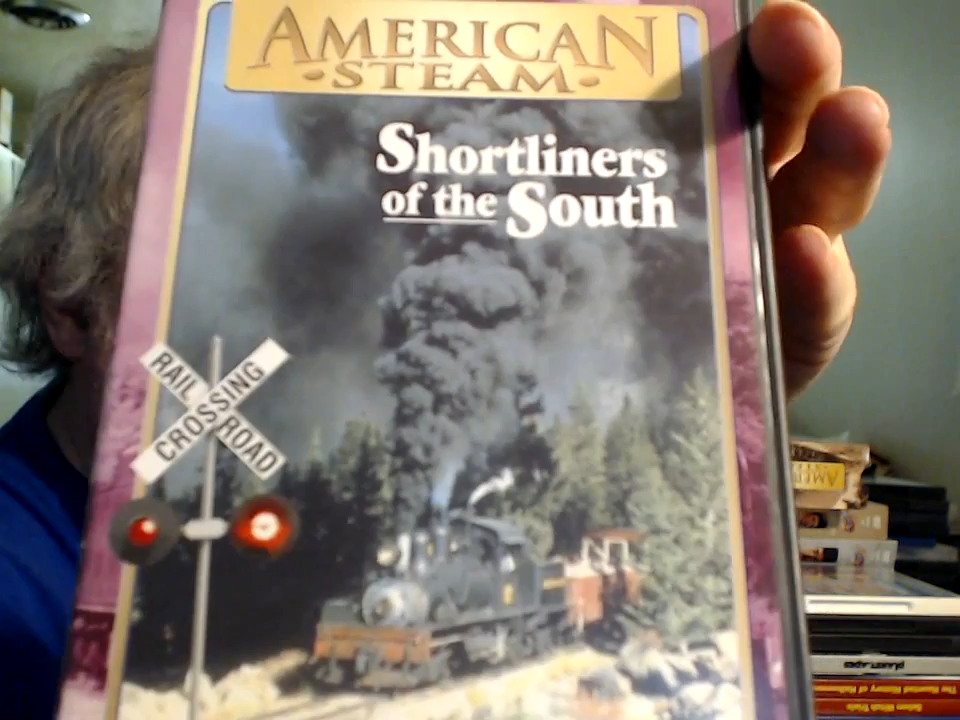 AMERICAN
•STEAM•
Shortliners
of the South
RAIL ROAD
CROSSING